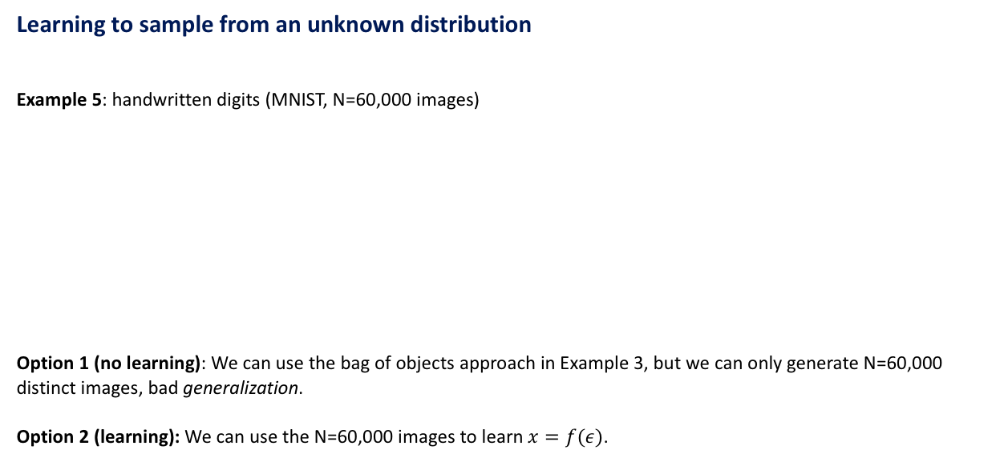 Learning to sample from an unknown distribution
Example 5: handwritten digits (MNIST, N=60,000 images)
Option 1 (no learning): We can use the bag of objects approach in Example 3, but we can only generate N=60,000
distinct images, bad generalization.
Option 2 (learning): We can use the N=60,000 images to learn x = f(ϵ).